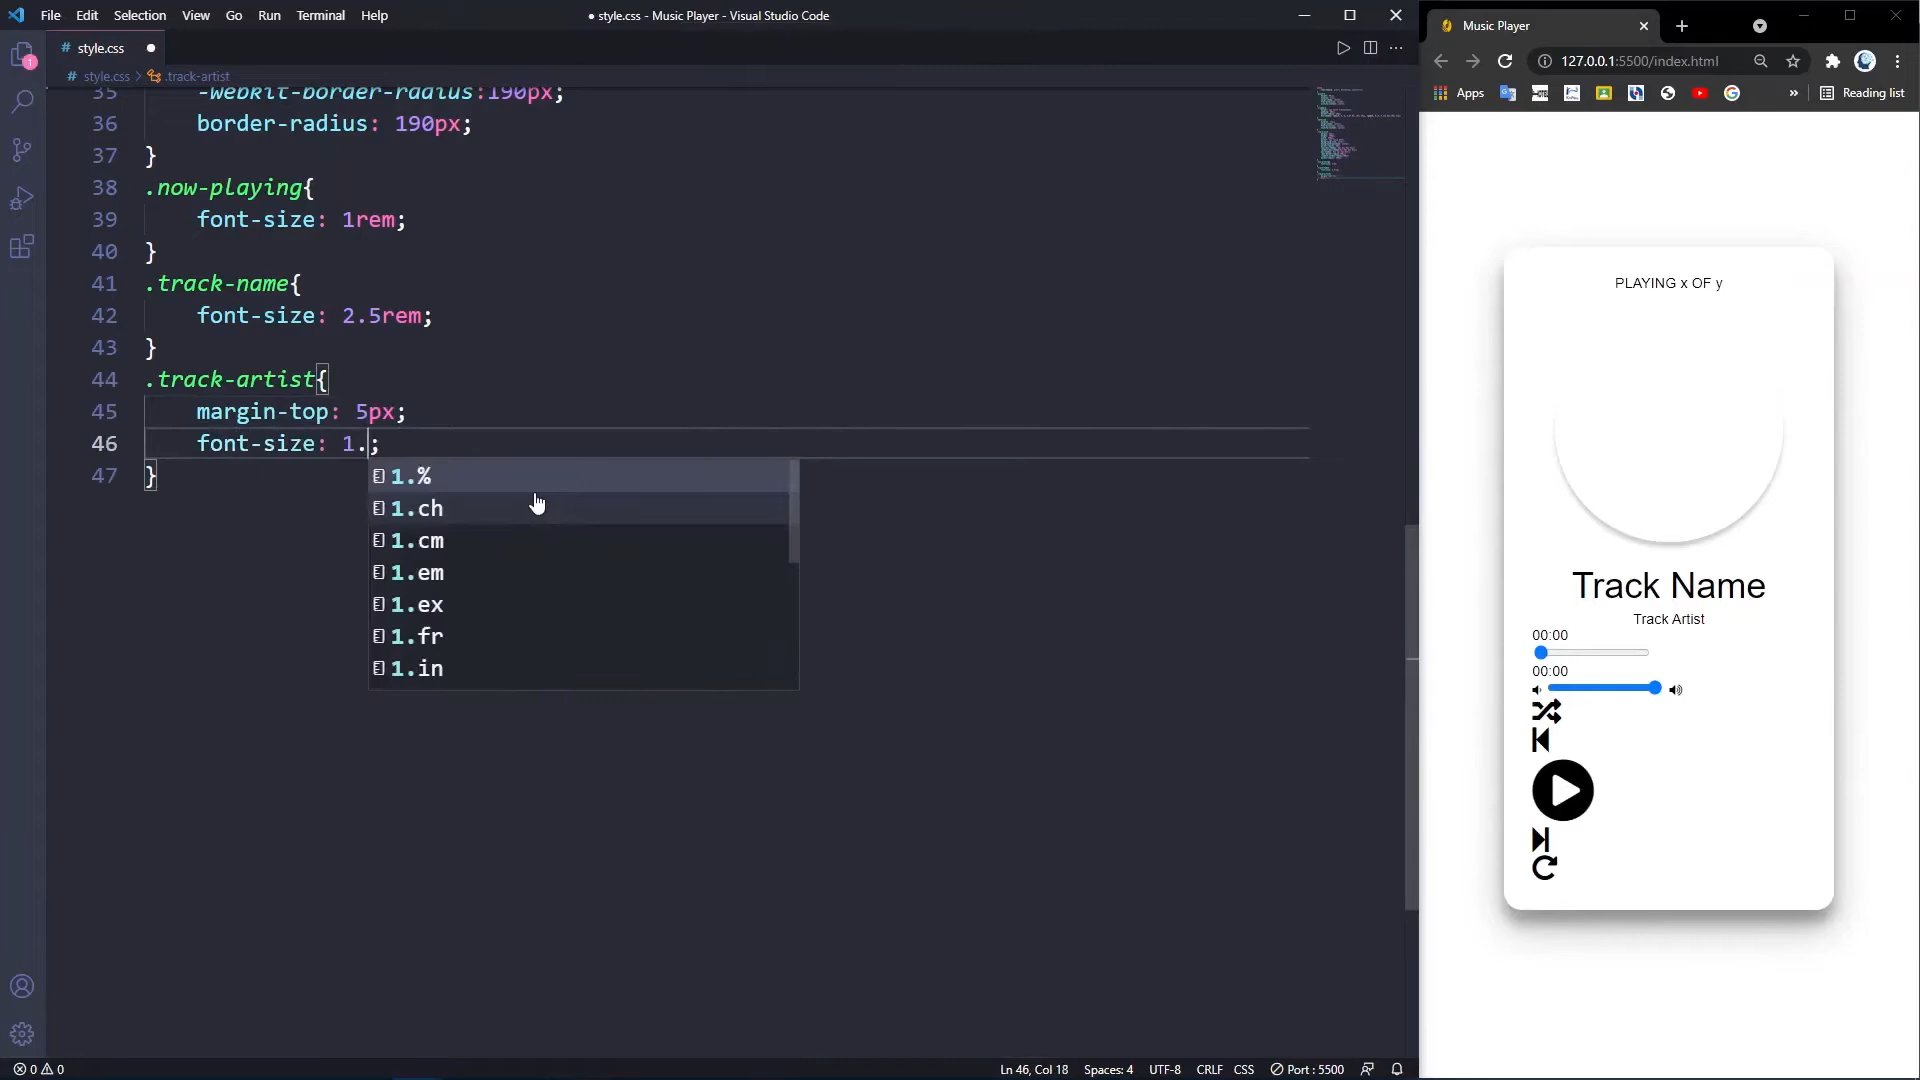 File Edit Selection View Go Run Terminal Help
● style.css - Music Player - Visual Studio Code
# style.css ●
# style.css > .track-artist
35 -webkit-border-radius:190px;
36 border-radius: 190px;
37 }
38 .now-playing{
39 font-size: 1rem;
40 }
41 .track-name{
42 font-size: 2.5rem;
43 }
44 .track-artist{
45 margin-top: 5px;
46 font-size: 1.;
47 }
1.%
1.ch
1.cm
1.em
1.ex
1.fr
1.in
1
0 0
Ln 46, Col 18 Spaces: 4 UTF-8 CRLF CSS Port : 5500
Music Player
127.0.0.1:5500/index.html
Apps » Reading list
PLAYING x OF y
Track Name
Track Artist
00:00
00:00